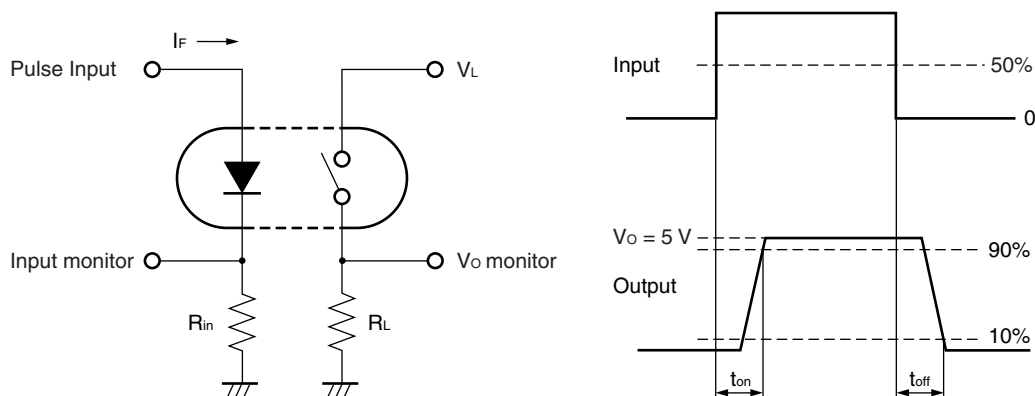 IF
Pulse Input
VL
Input monitor
VO monitor
Rin
RL
Input
50%
0
VO = 5 V
90%
Output
10%
ton
toff